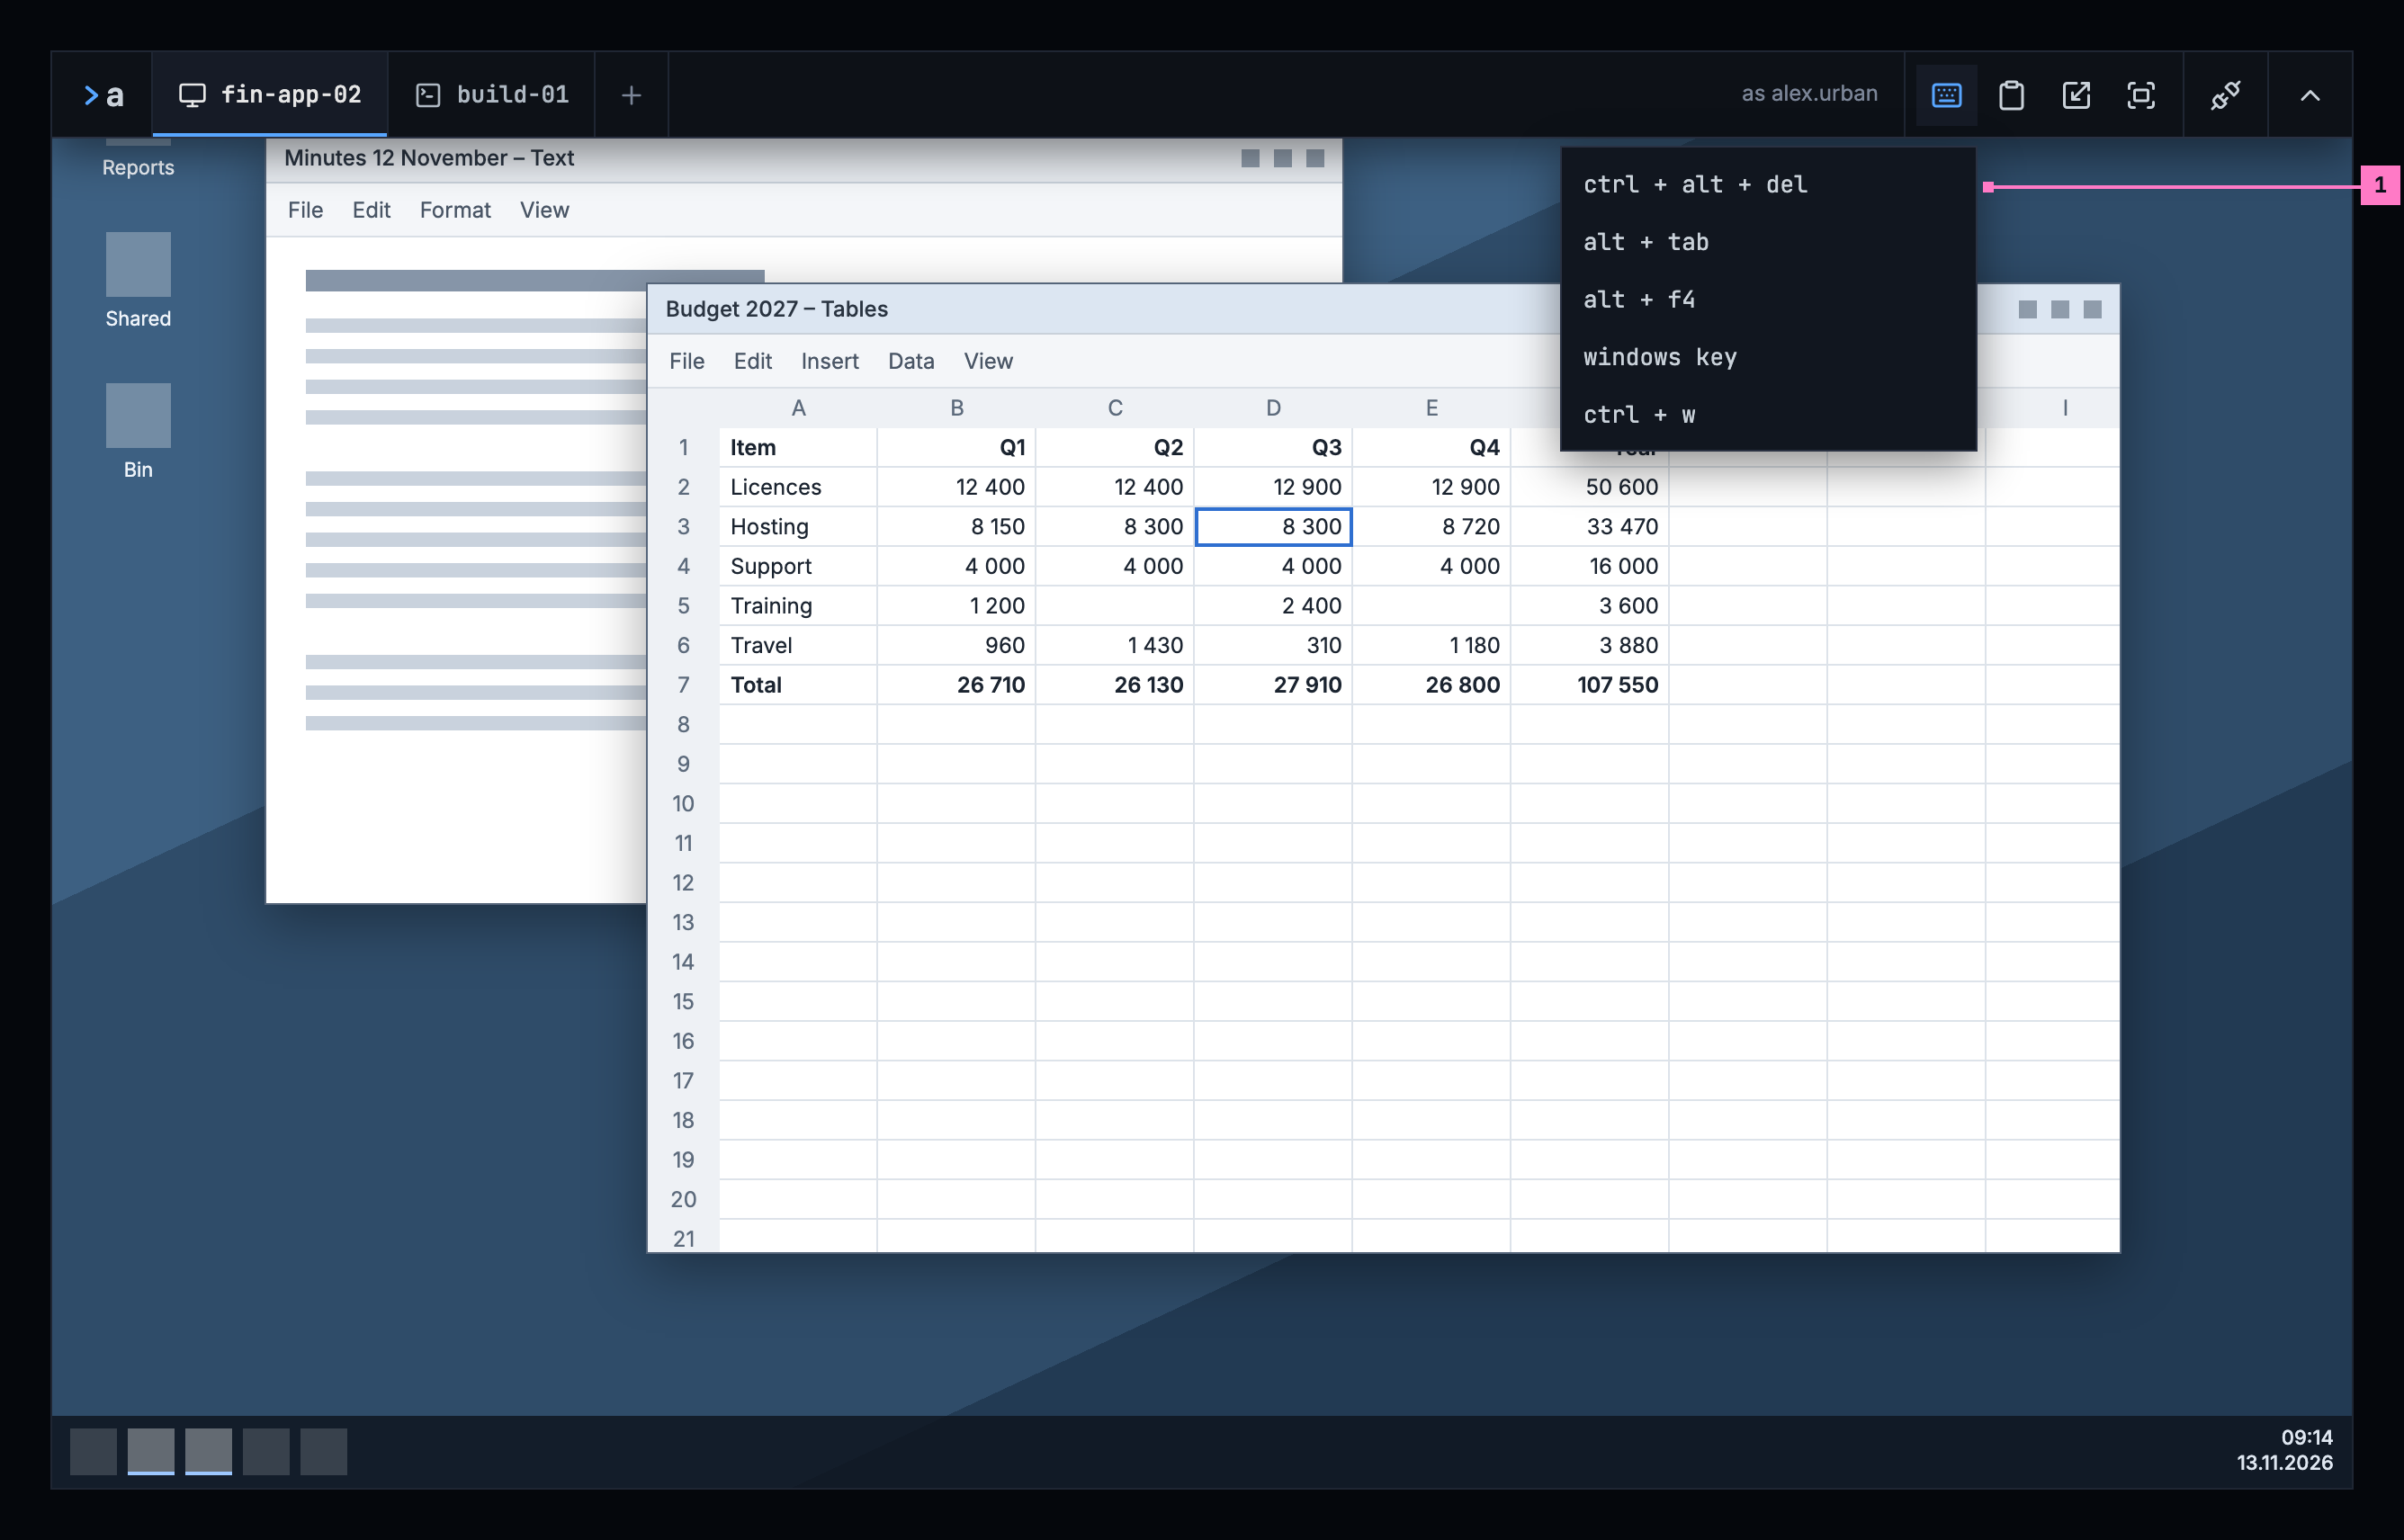 >a fin-app-02 build-01 + as alex.urban
Reports
Shared
Bin
Minutes 12 November – Text
File Edit Format View
ctrl + alt + del
alt + tab
alt + f4
windows key
ctrl + w
1
Budget 2027 – Tables
File Edit Insert Data View
A B C D E I
1 Item Q1 Q2 Q3 Q4
2 Licences 12 400 12 400 12 900 12 900 50 600
3 Hosting 8 150 8 300 8 300 8 720 33 470
4 Support 4 000 4 000 4 000 4 000 16 000
5 Training 1 200 2 400 3 600
6 Travel 960 1 430 310 1 180 3 880
7 Total 26 710 26 130 27 910 26 800 107 550
8
9
10
11
12
13
14
15
16
17
18
19
20
21
09:14
13.11.2026